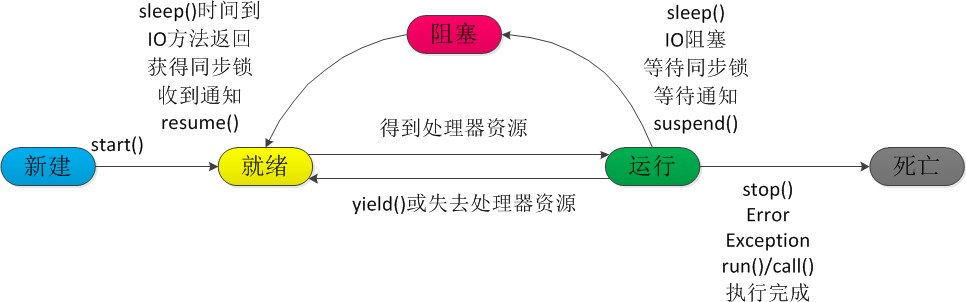 sleep()时间到
IO方法返回
获得同步锁
收到通知
resume()
阻塞
sleep()
IO阻塞
等待同步锁
等待通知
suspend()
新建
start()
就绪
得到处理器资源
yield()或失去处理器资源
运行
死亡
stop()
Error
Exception
run()/call()
执行完成